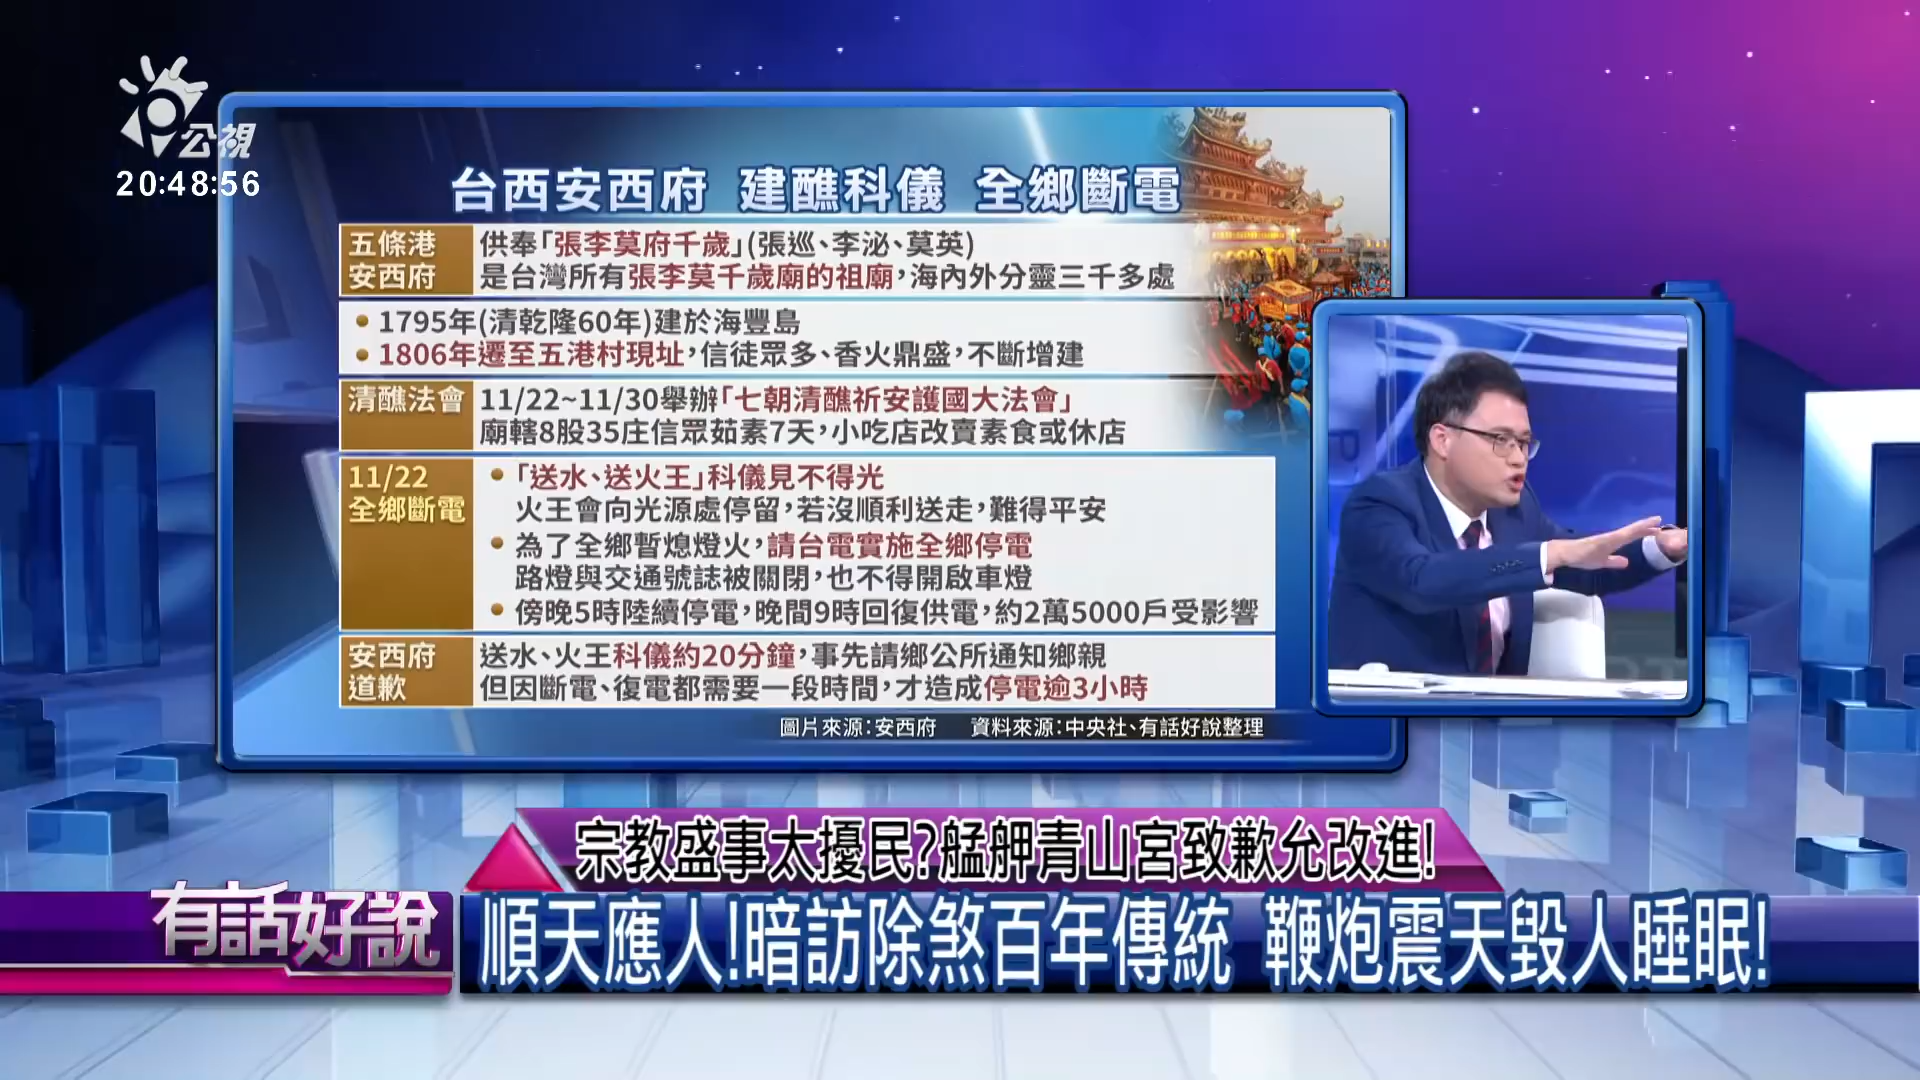 公視
20:48:56
台西安西府 建醮科儀 全鄉斷電
五條港
安西府
供奉「張李莫府千歲」(張巡、李泌、莫英)
是台灣所有張李莫千歲廟的祖廟,海內外分靈三千多處
• 1795年(清乾隆60年)建於海豐島
• 1806年遷至五港村現址,信徒眾多、香火鼎盛,不斷增建
清醮法會
11/22~11/30舉辦「七朝清醮祈安護國大法會」
廟轄8股35庄信眾茹素7天,小吃店改賣素食或休店
11/22
全鄉斷電
• 「送水、送火王」科儀見不得光
火王會向光源處停留,若沒順利送走,難得平安
• 為了全鄉暫熄燈火,請台電實施全鄉停電
路燈與交通號誌被關閉,也不得開啟車燈
• 傍晚5時陸續停電,晚間9時回復供電,約2萬5000戶受影響
安西府
道歉
送水、火王科儀約20分鐘,事先請鄉公所通知鄉親
但因斷電、復電都需要一段時間,才造成停電逾3小時
圖片來源:安西府 資料來源:中央社、有話好說整理
宗教盛事太擾民?艋舺青山宮致歉允改進!
有話好說
順天應人!暗訪除煞百年傳統 鞭炮震天毀人睡眠!